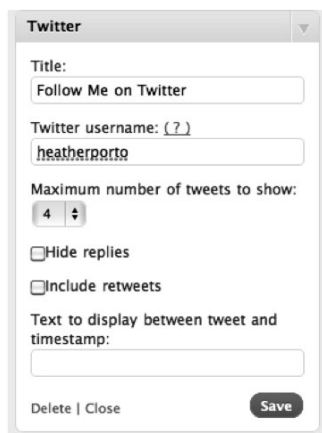 Twitter
Title:
Follow Me on Twitter
Twitter username: (?)
heatherporto
Maximum number of tweets to show:
4
Hide replies
Include retweets
Text to display between tweet and
timestamp:
Delete | Close
Save